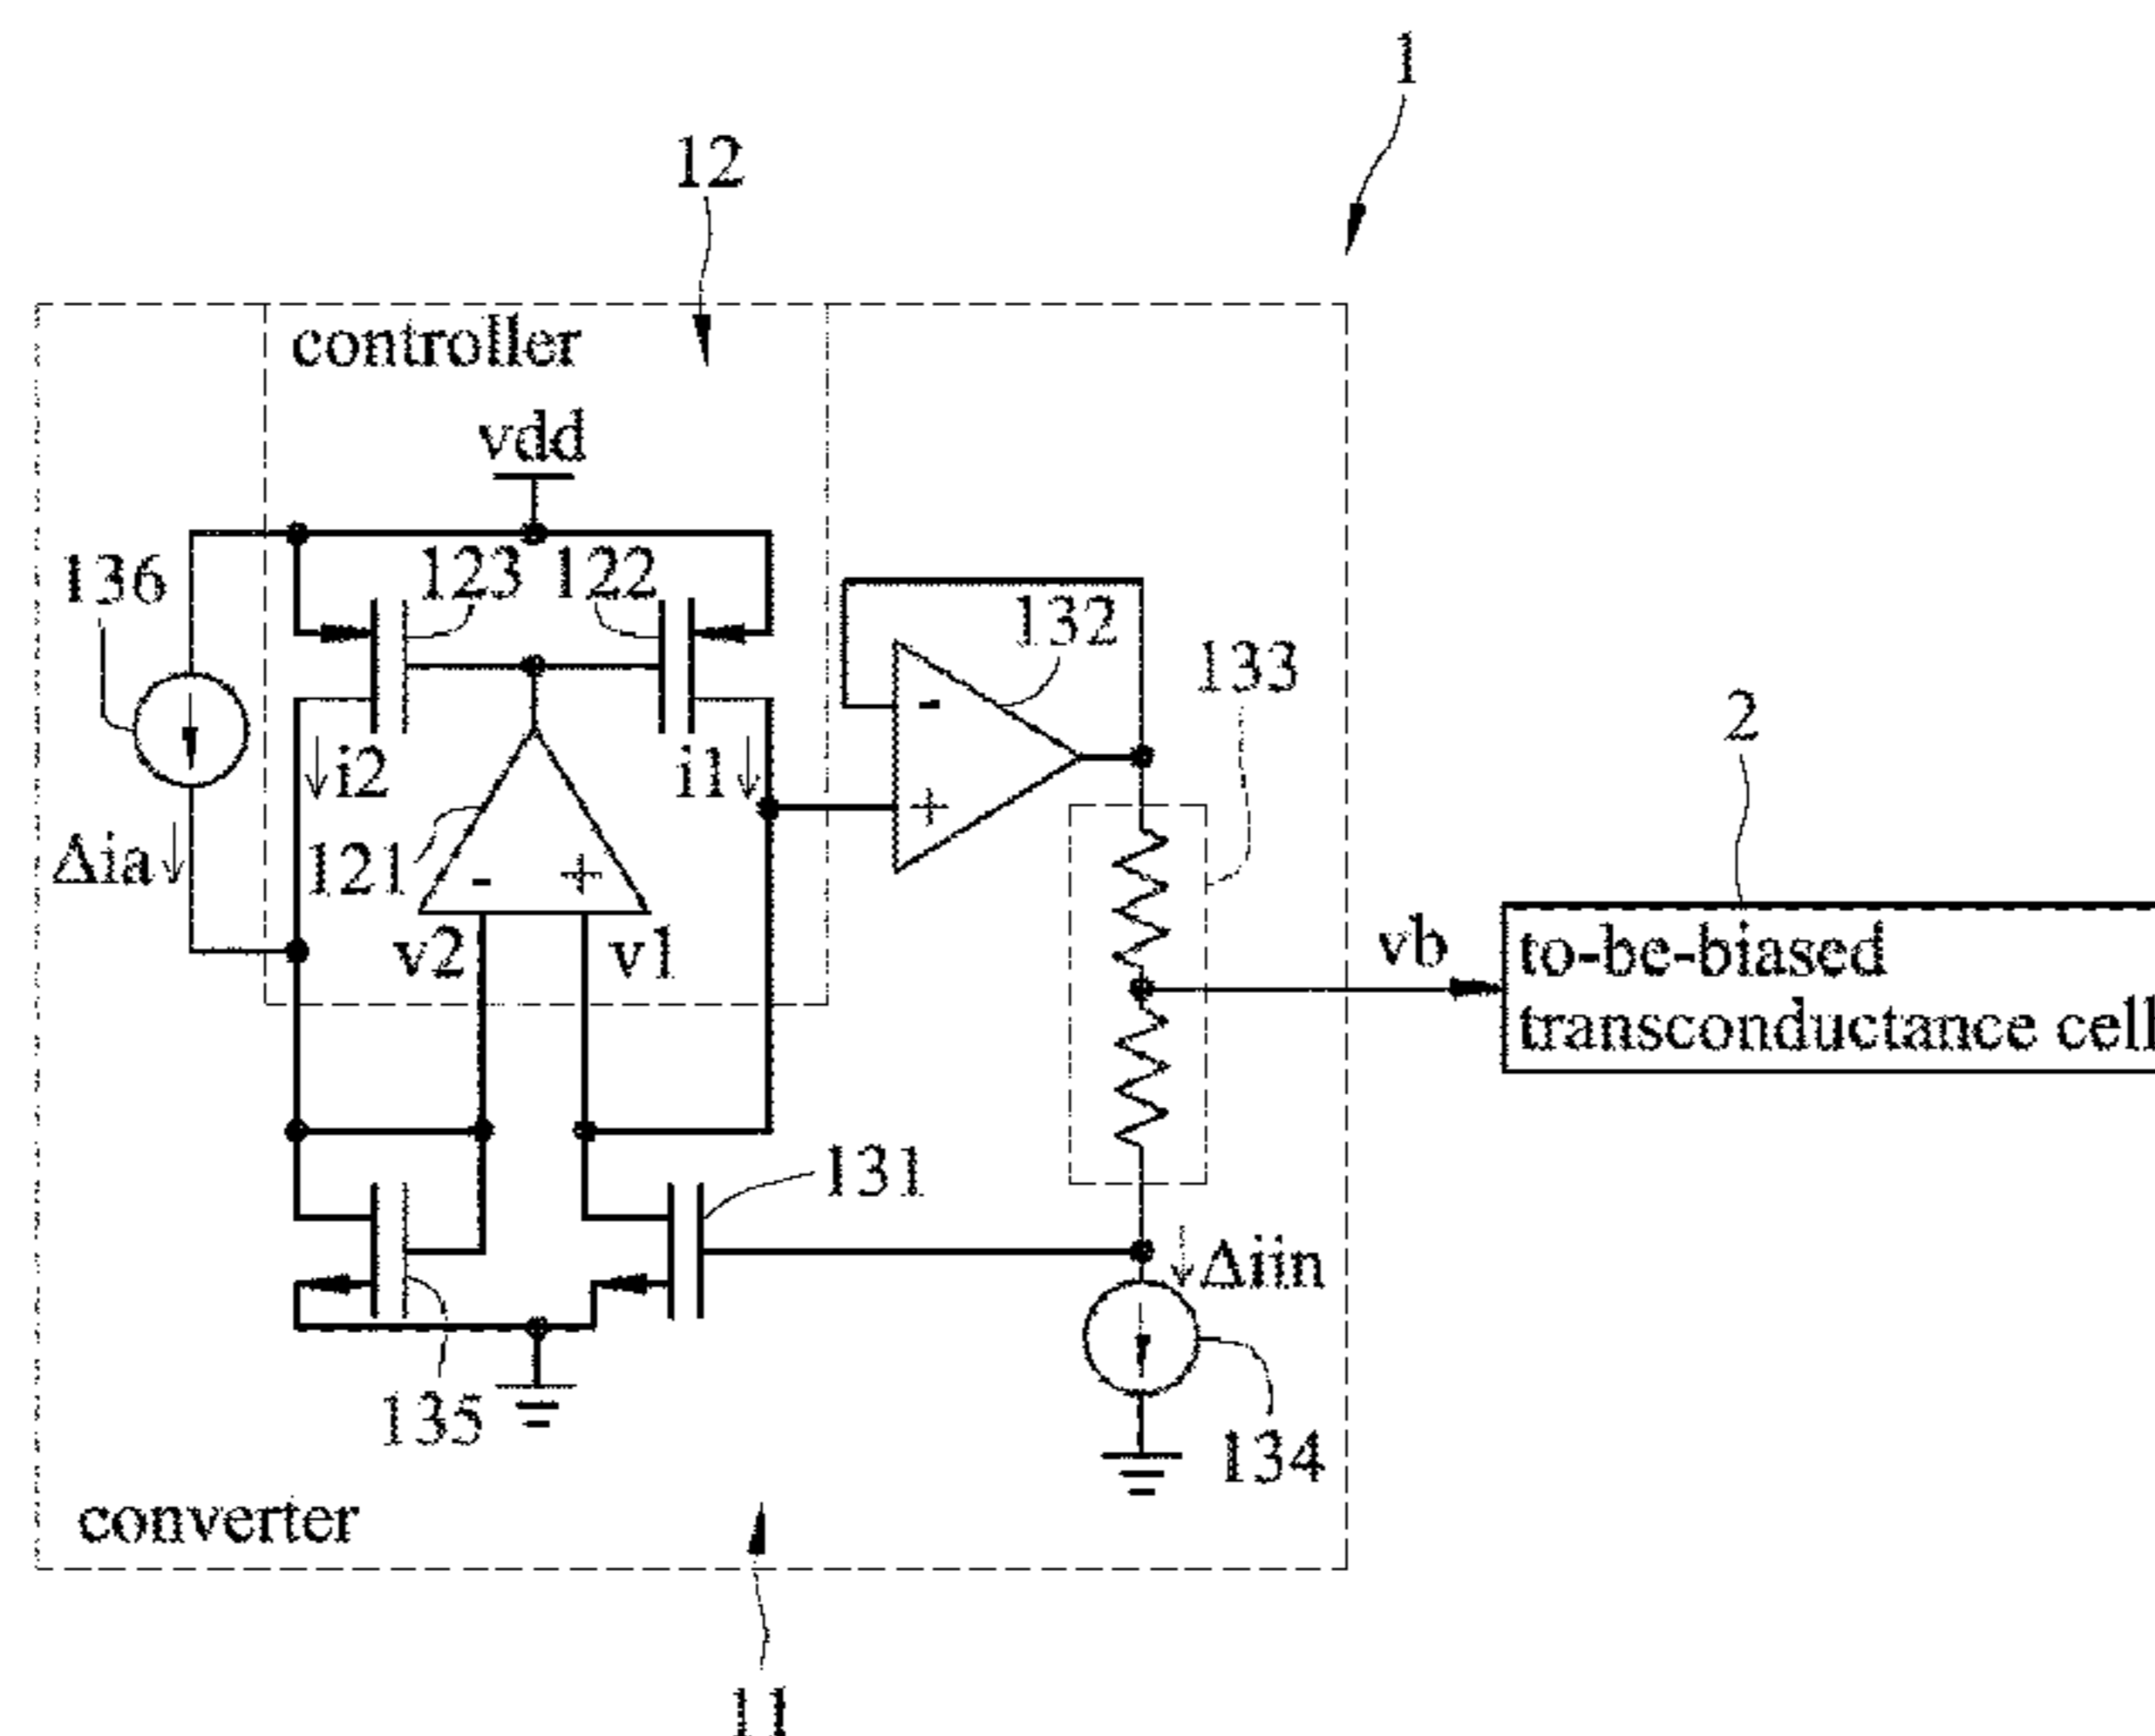 1
12
controller
vdd
136
123
122
132
133
2
i2
i1
-
+
Δia
121
-
+
v2
v1
vb
to-be-biased
transconductance cell
131
Δiin
135
134
converter
11